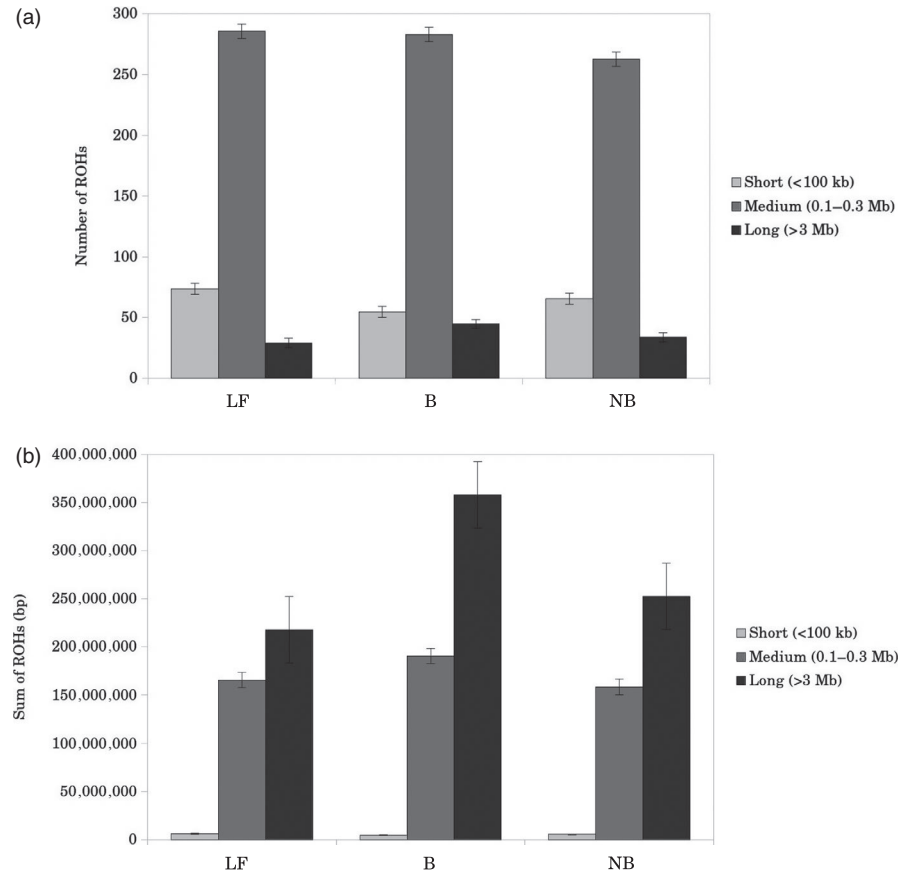 (a)
300
250
200
150
100
50
0
Number of ROHs
LF B NB
Short (<100 kb)
Medium (0.1–0.3 Mb)
Long (>3 Mb)
(b)
400,000,000
350,000,000
300,000,000
250,000,000
200,000,000
150,000,000
100,000,000
50,000,000
0
Sum of ROHs (bp)
LF B NB
Short (<100 kb)
Medium (0.1–0.3 Mb)
Long (>3 Mb)